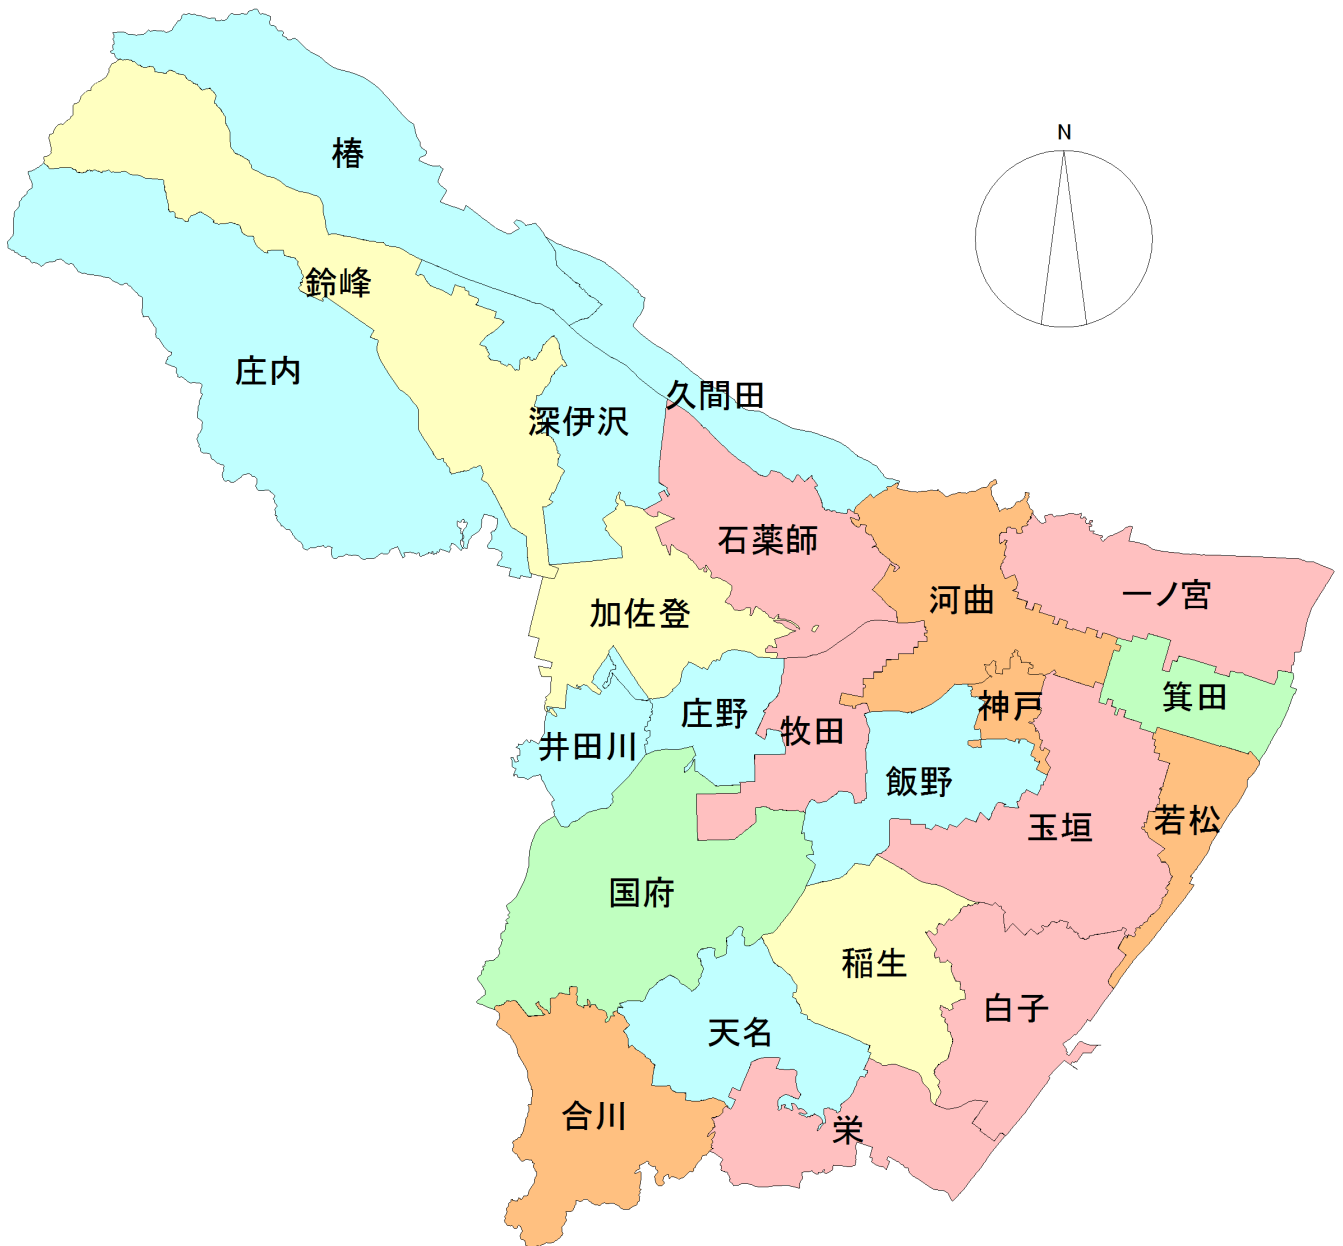 N
椿
鈴峰
庄内
久間田
深伊沢
石薬師
一ノ宮
河曲
加佐登
箕田
神戸
庄野
牧田
井田川
飯野
若松
玉垣
国府
稲生
白子
天名
合川
栄